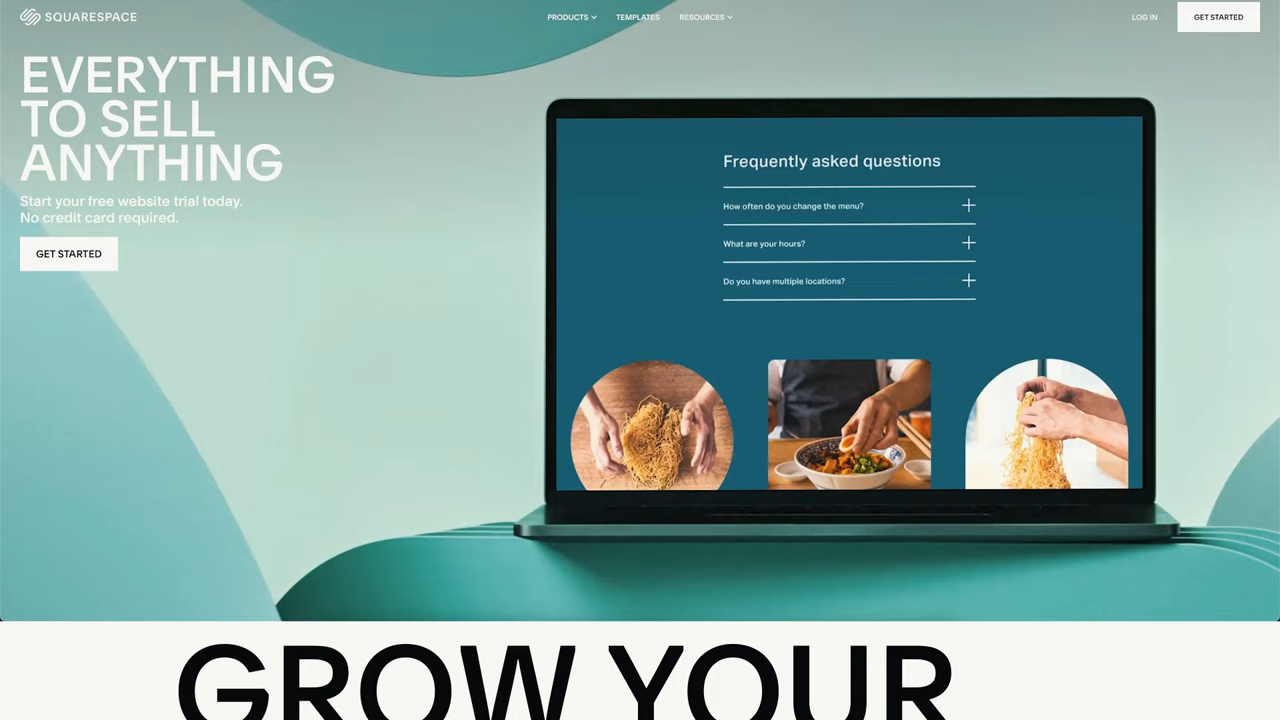 SQUARESPACE
PRODUCTS
TEMPLATES
RESOURCES
LOG IN
GET STARTED
EVERYTHING
TO SELL
ANYTHING
Start your free website trial today.
No credit card required.
GET STARTED
Frequently asked questions
How often do you change the menu?
What are your hours?
Do you have multiple locations?
GROW YOUR